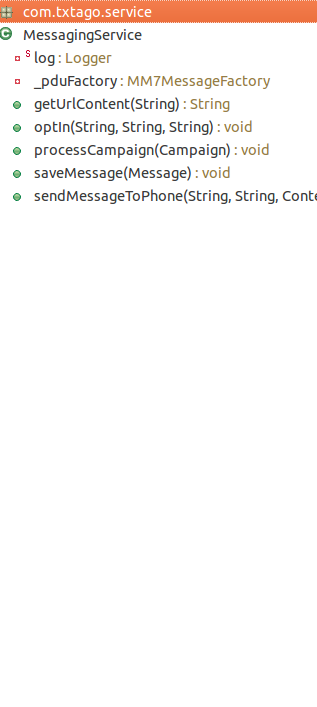 com.txtago.service
MessagingService
S log : Logger
_pduFactory : MM7MessageFactory
getUrlContent(String) : String
optIn(String, String, String) : void
processCampaign(Campaign) : void
saveMessage(Message) : void
sendMessageToPhone(String, String, Conte